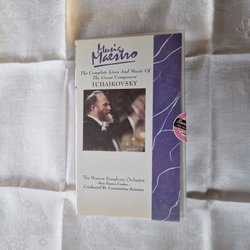 Music
Maestro
The Complete Lives And Music Of
The Great Composers
TCHAIKOVSKY
The Moscow Symphony Orchestra
Conducted By Constantine